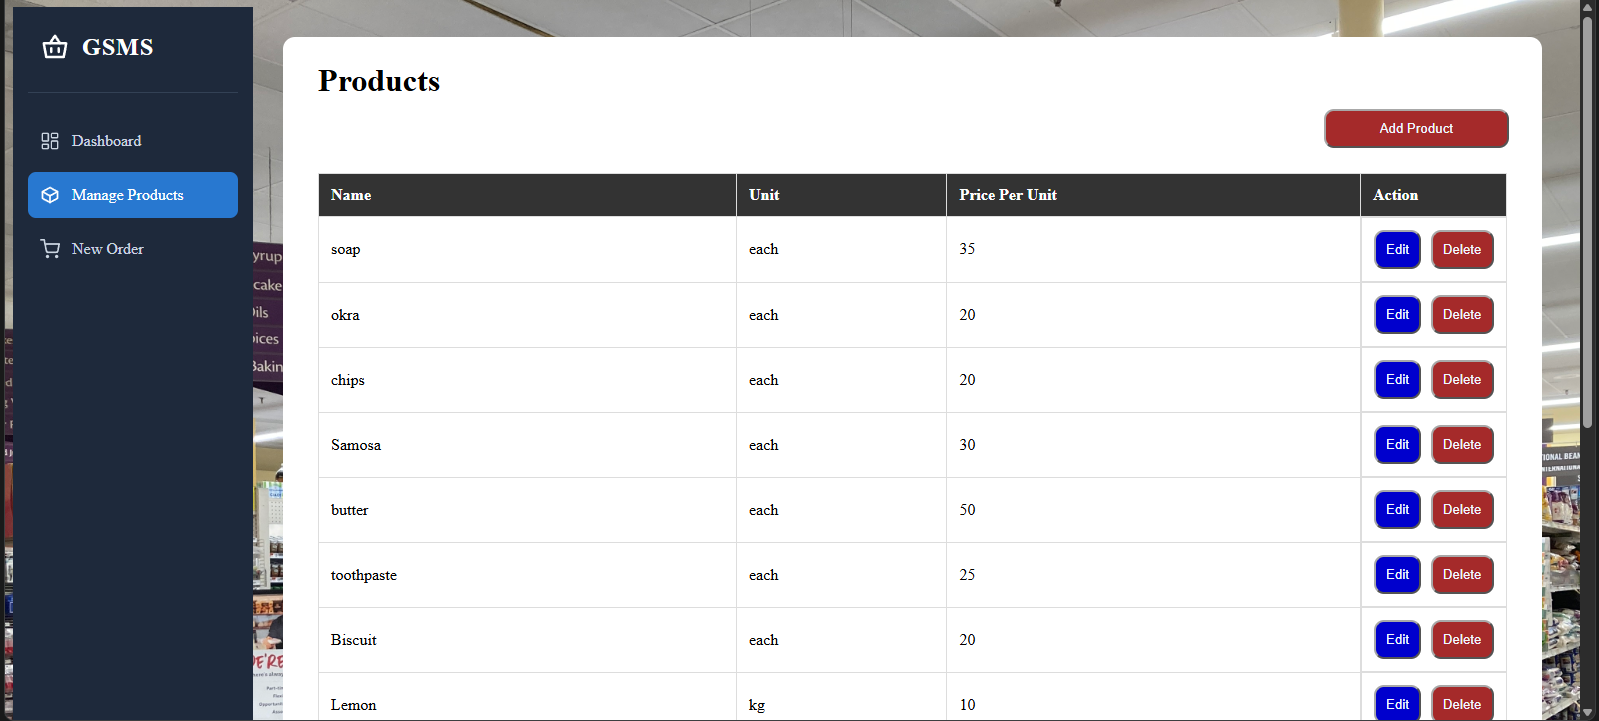 GSMS
Dashboard
Manage Products
New Order
Products
Add Product
Name Unit Price Per Unit Action
soap each 35 Edit Delete
okra each 20 Edit Delete
chips each 20 Edit Delete
Samosa each 30 Edit Delete
butter each 50 Edit Delete
toothpaste each 25 Edit Delete
Biscuit each 20 Edit Delete
Lemon kg 10 Edit Delete